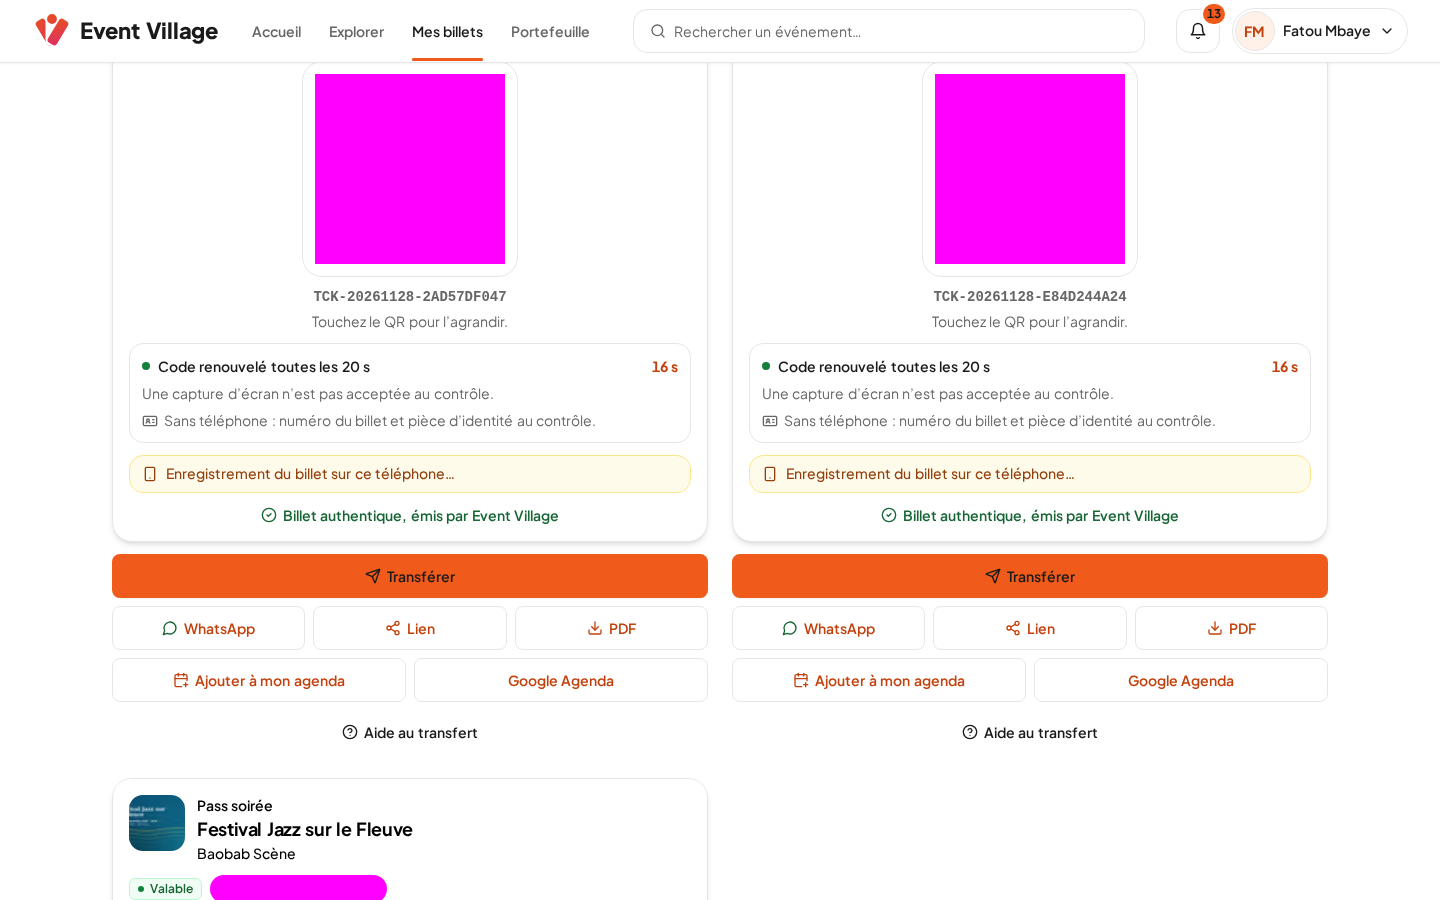 Event Village
Accueil
Explorer
Mes billets
Portefeuille
Rechercher un événement…
13
FM
Fatou Mbaye
TCK-20261128-2AD57DF047
Touchez le QR pour l’agrandir.
Code renouvelé toutes les 20 s
16 s
Une capture d’écran n’est pas acceptée au contrôle.
Sans téléphone : numéro du billet et pièce d’identité au contrôle.
Enregistrement du billet sur ce téléphone…
Billet authentique, émis par Event Village
Transférer
WhatsApp
Lien
PDF
Ajouter à mon agenda
Google Agenda
Aide au transfert
TCK-20261128-E84D244A24
Touchez le QR pour l’agrandir.
Code renouvelé toutes les 20 s
16 s
Une capture d’écran n’est pas acceptée au contrôle.
Sans téléphone : numéro du billet et pièce d’identité au contrôle.
Enregistrement du billet sur ce téléphone…
Billet authentique, émis par Event Village
Transférer
WhatsApp
Lien
PDF
Ajouter à mon agenda
Google Agenda
Aide au transfert
Pass soirée
Festival Jazz sur le Fleuve
Baobab Scène
Valable